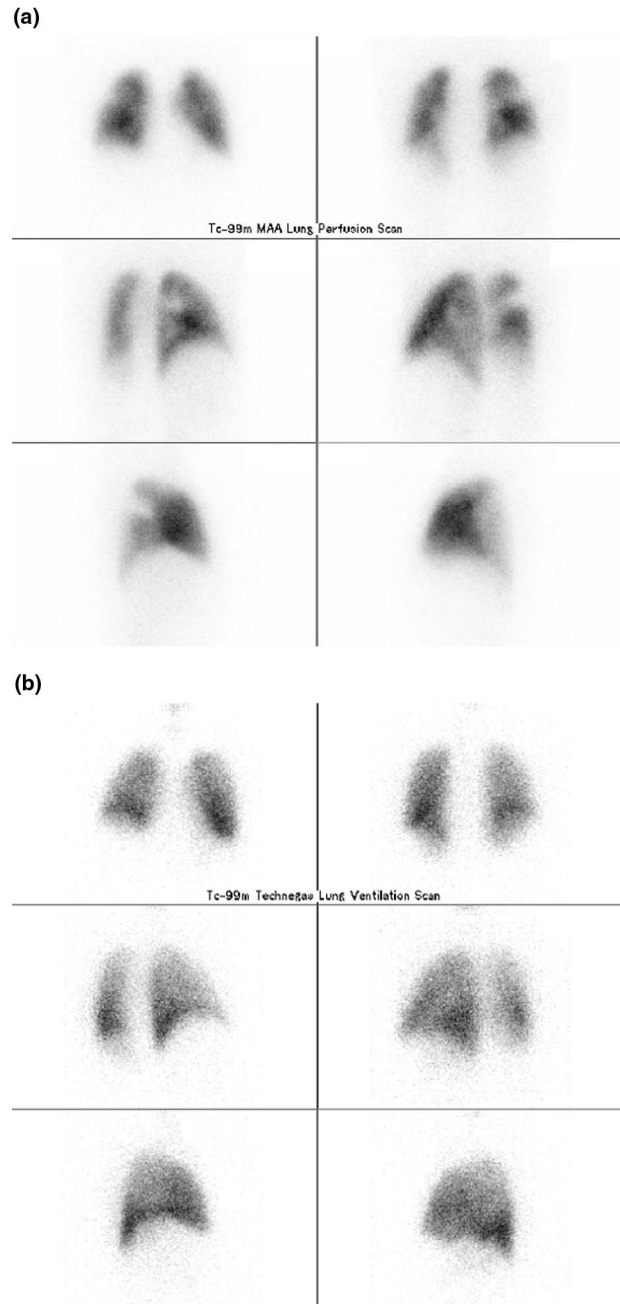 (a)
Tc-99m MAA Lung Perfusion Scan
(b)
Tc-99m Technegas Lung Ventilation Scan